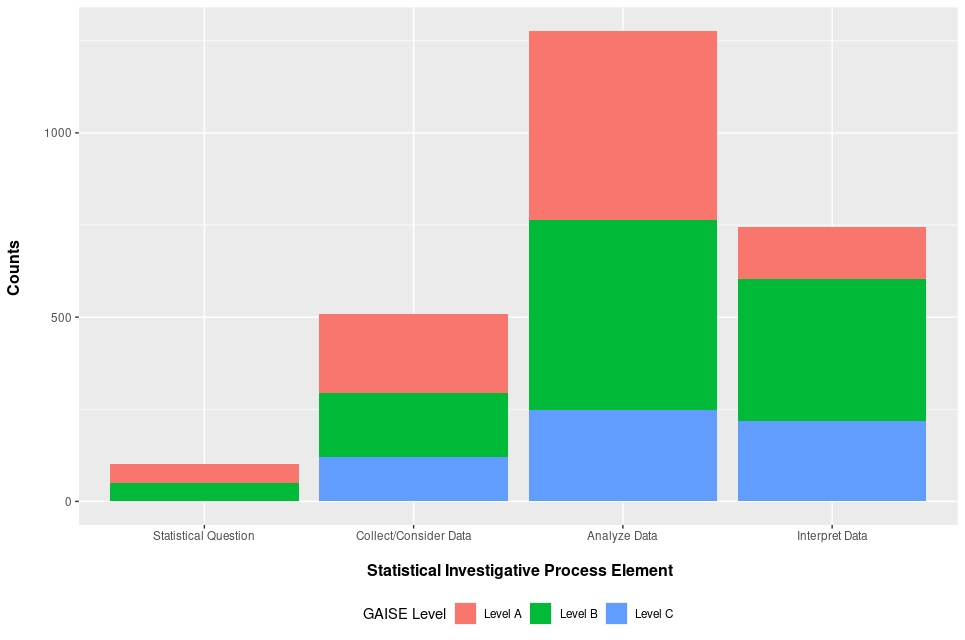 Counts
1000
500
0
Statistical Question Collect/Consider Data Analyze Data Interpret Data
Statistical Investigative Process Element
GAISE Level Level A Level B Level C